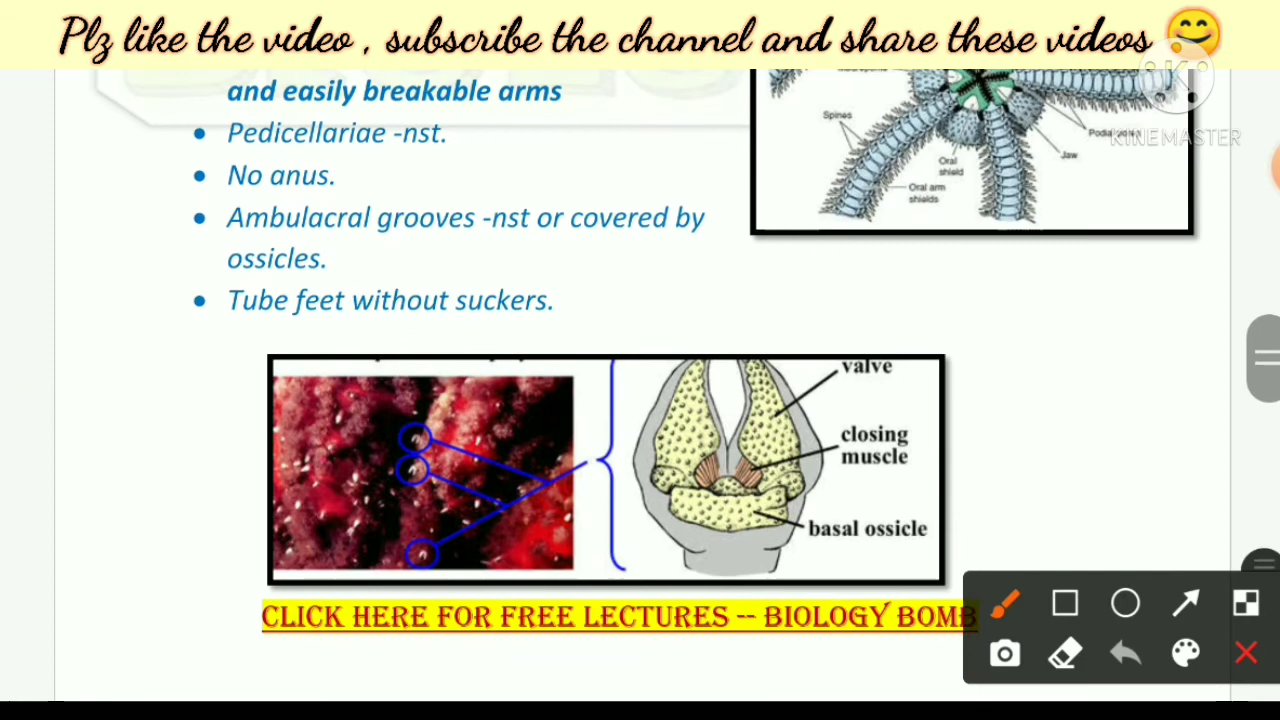 Plz like the video , subscribe the channel and share these videos
KINEMASTER
and easily breakable arms
Pedicellariae -nst.
No anus.
Ambulacral grooves -nst or covered by
ossicles.
Tube feet without suckers.
Spines
Oral
shield
Jaw
Oral arm
shields
valve
closing
muscle
basal ossicle
CLICK HERE FOR FREE LECTURES -- BIOLOGY BOMB